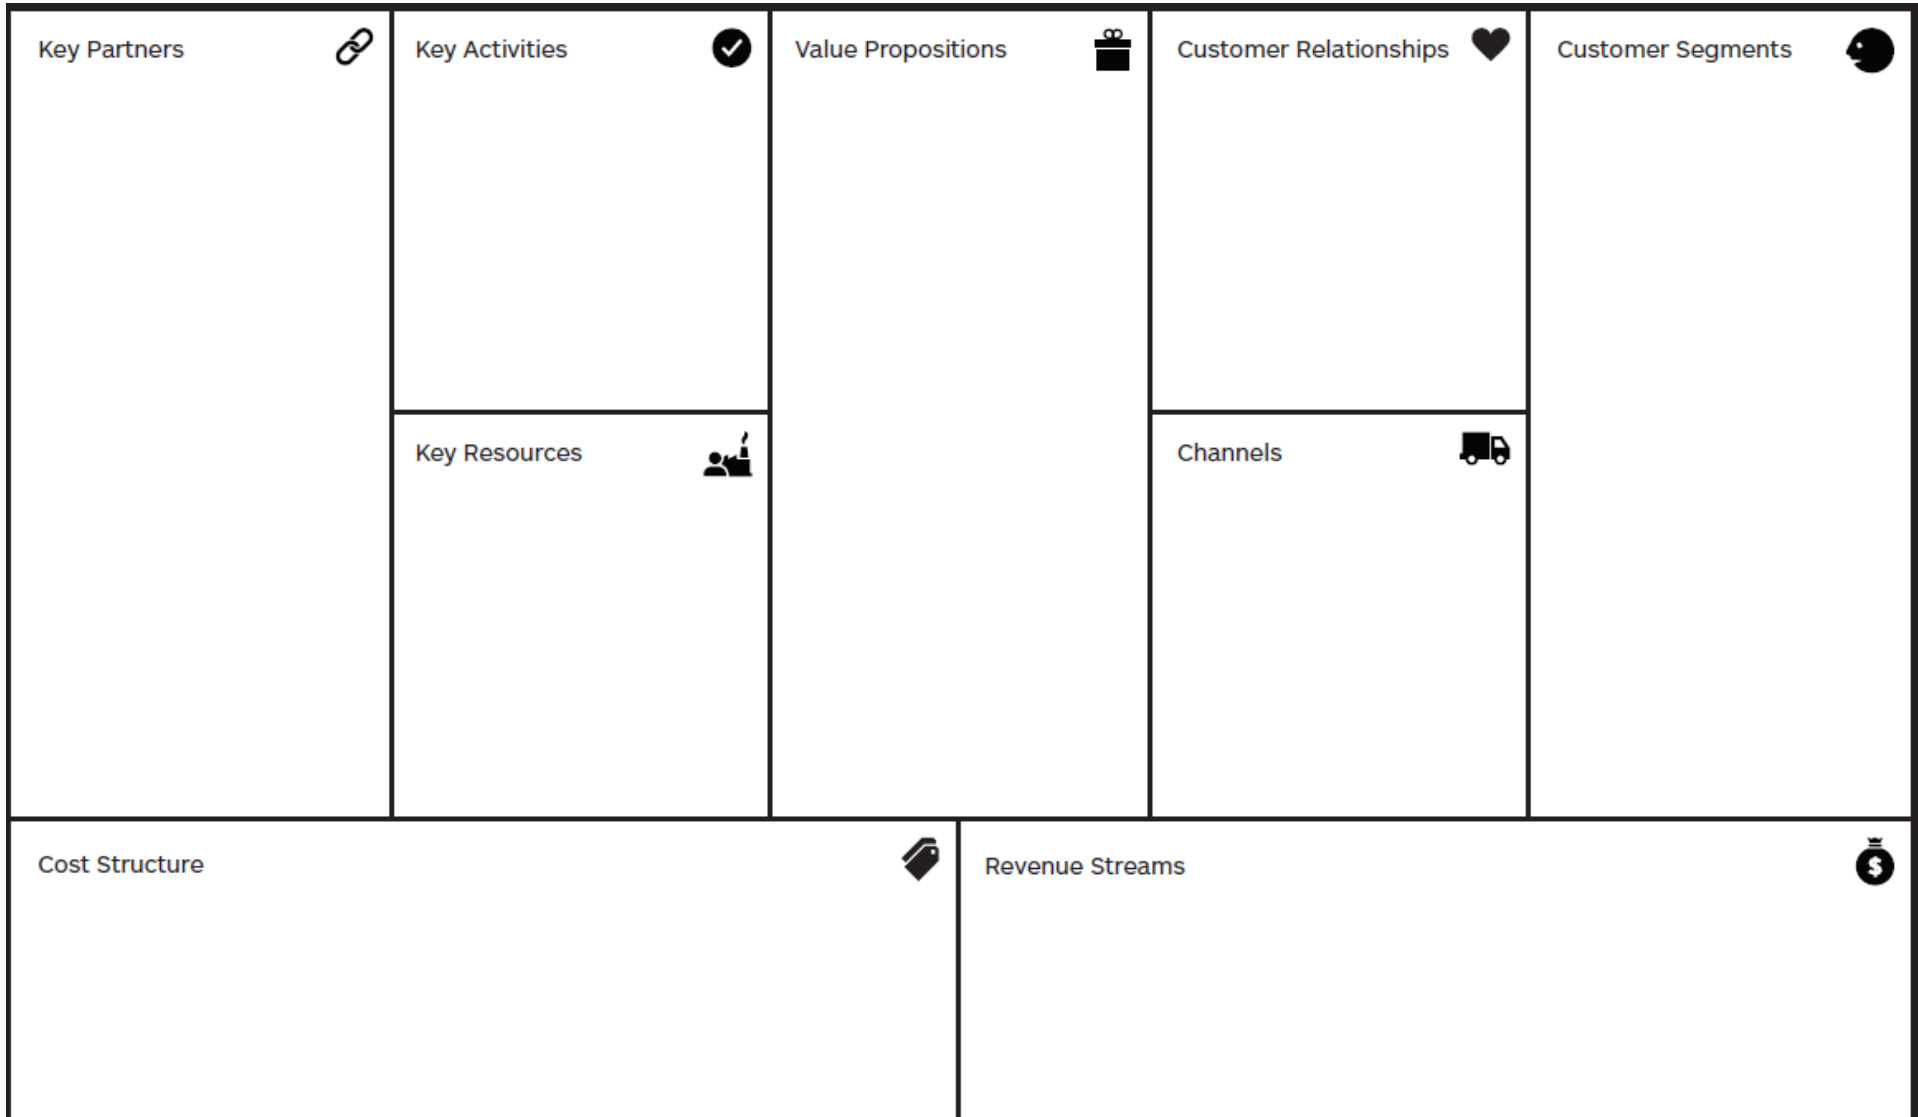 Key Partners
Key Activities
Value Propositions
Customer Relationships
Customer Segments
Key Resources
Channels
Cost Structure
Revenue Streams
$